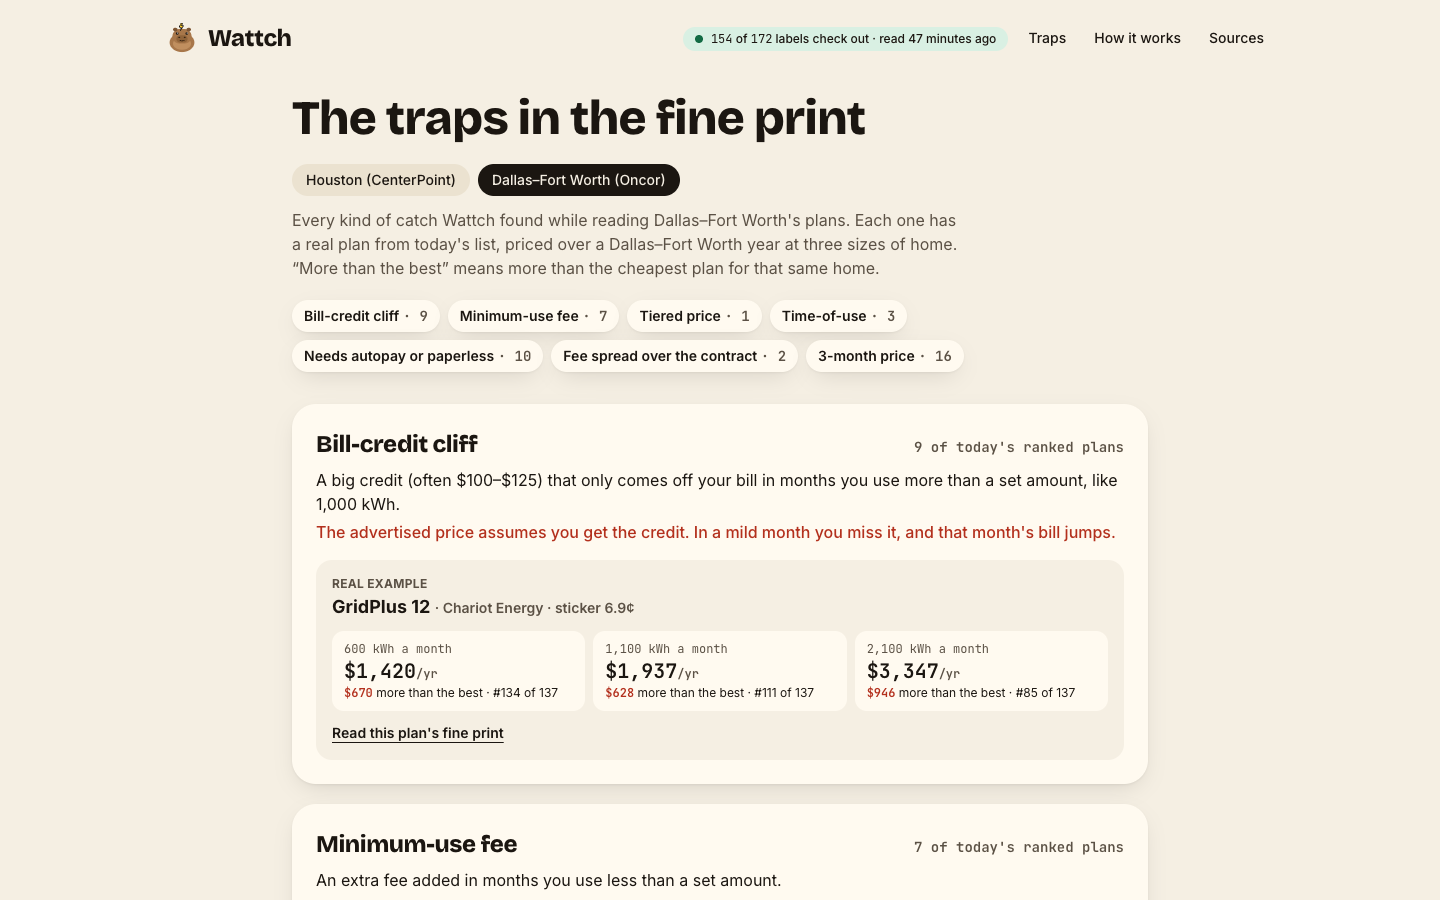 Wattch
154 of 172 labels check out · read 47 minutes ago
Traps
How it works
Sources
The traps in the fine print
Houston (CenterPoint)
Dallas–Fort Worth (Oncor)
Every kind of catch Wattch found while reading Dallas–Fort Worth's plans. Each one has
a real plan from today's list, priced over a Dallas–Fort Worth year at three sizes of home.
“More than the best” means more than the cheapest plan for that same home.
Bill-credit cliff · 9
Minimum-use fee · 7
Tiered price · 1
Time-of-use · 3
Needs autopay or paperless · 10
Fee spread over the contract · 2
3-month price · 16
Bill-credit cliff
9 of today's ranked plans
A big credit (often $100–$125) that only comes off your bill in months you use more than a set amount, like
1,000 kWh.
The advertised price assumes you get the credit. In a mild month you miss it, and that month's bill jumps.
REAL EXAMPLE
GridPlus 12 · Chariot Energy · sticker 6.9¢
600 kWh a month
$1,420/yr
$670 more than the best · #134 of 137
1,100 kWh a month
$1,937/yr
$628 more than the best · #111 of 137
2,100 kWh a month
$3,347/yr
$946 more than the best · #85 of 137
Read this plan's fine print
Minimum-use fee
7 of today's ranked plans
An extra fee added in months you use less than a set amount.